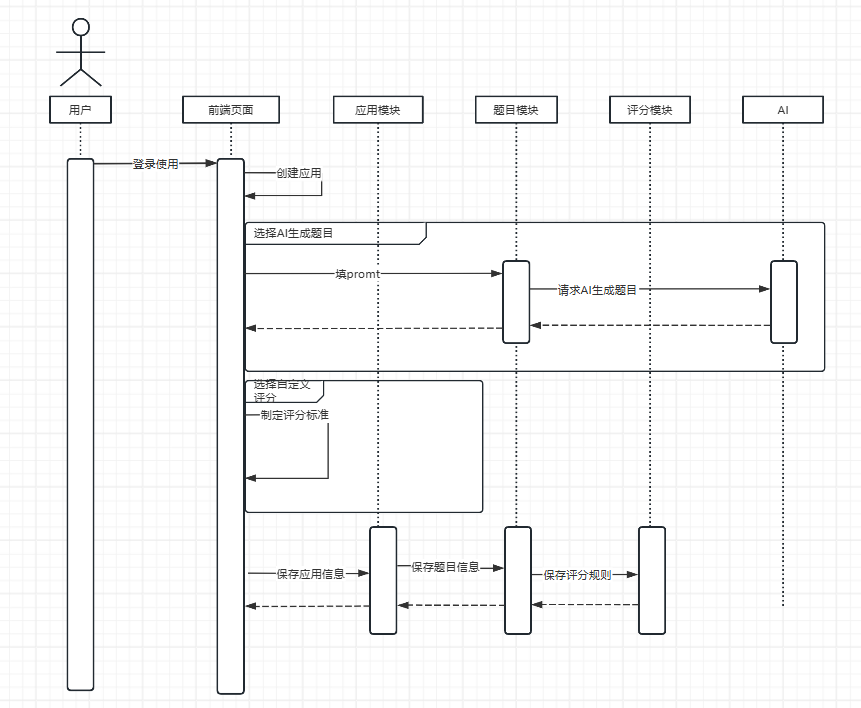 用户
前端页面
应用模块
题目模块
评分模块
AI
登录使用
创建应用
选择AI生成题目
填promt
请求AI生成题目
选择自定义
评分
制定评分标准
保存应用信息
保存题目信息
保存评分规则